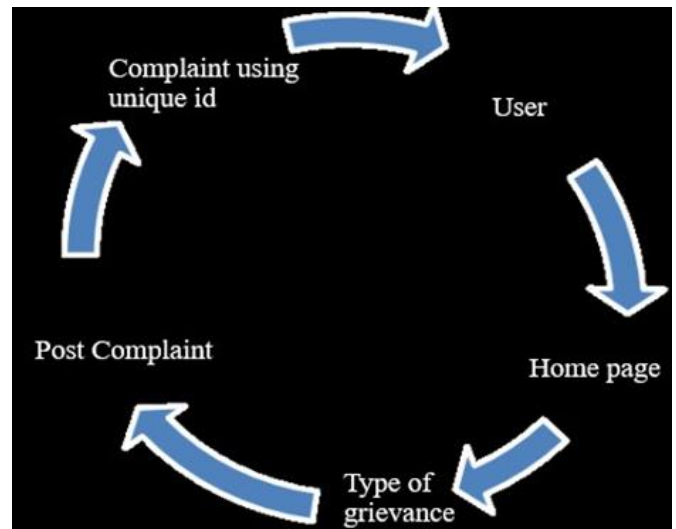 Complaint using
unique id
User
Home page
Type of
grievance
Post Complaint